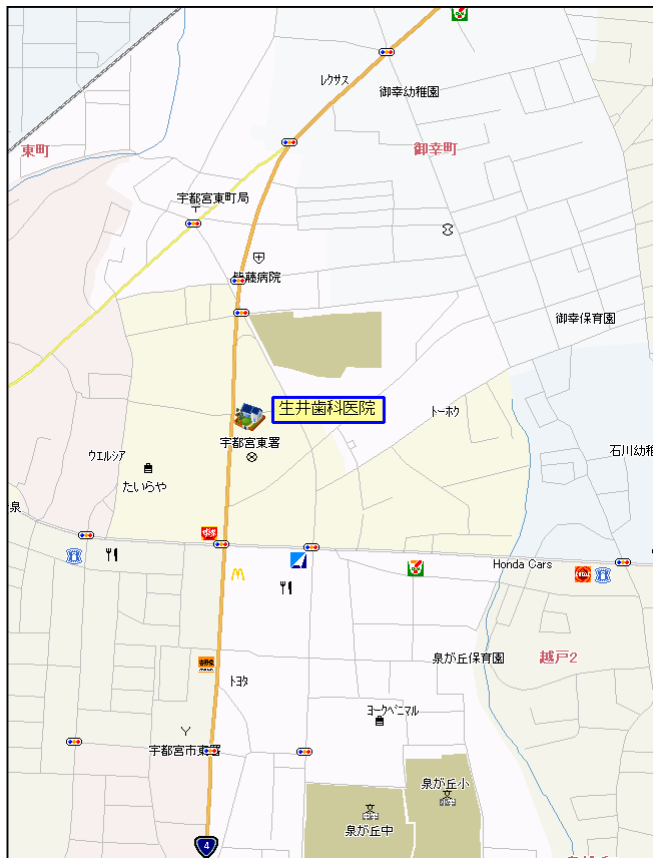 レクサス
御幸幼稚園
東町
御幸町
宇都宮東町局
皆藤病院
御幸保育園
生井歯科医院
トーホク
宇都宮東署
ウエルシア
石川幼稚
たいらや
泉
Honda Cars
泉が丘保育園
越戸2
トヨタ
ヨークベニマル
宇都宮市東署
泉が丘小
泉が丘中
4